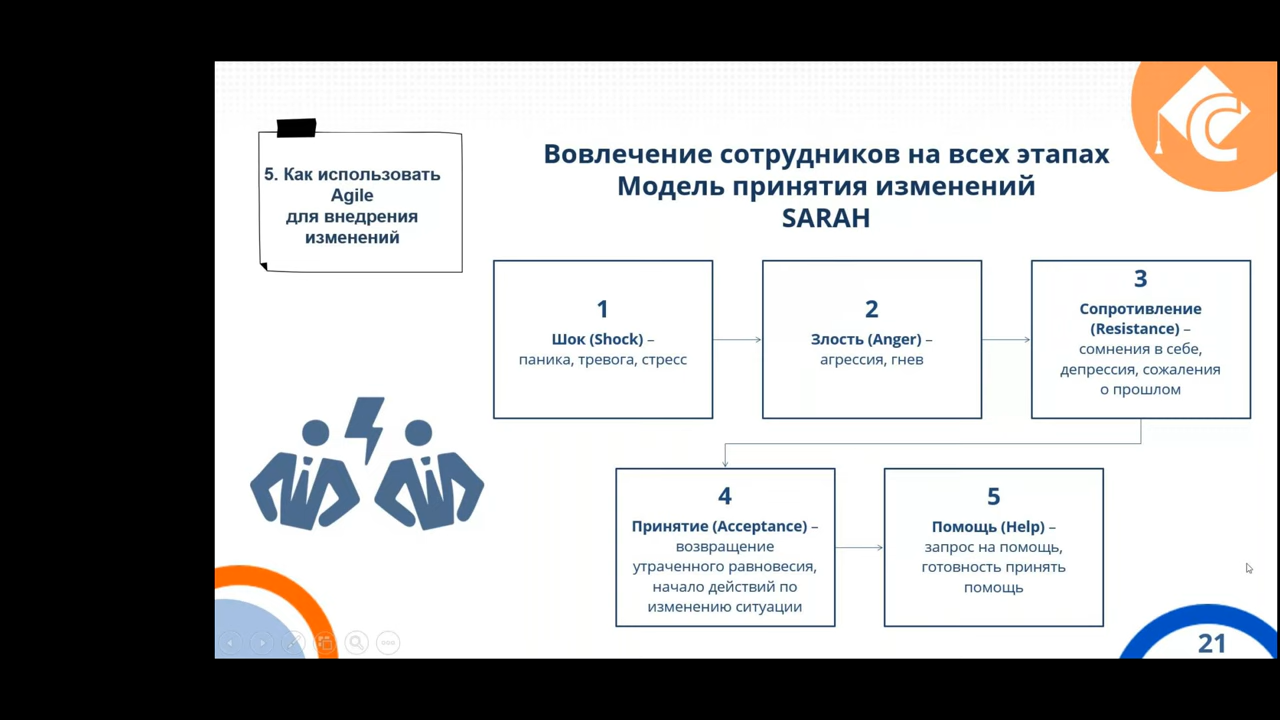 5. Как использовать
Agile
для внедрения
изменений
Вовлечение сотрудников на всех этапах
Модель принятия изменений
SARAH
1
Шок (Shock) –
паника, тревога, стресс
2
Злость (Anger) –
агрессия, гнев
3
Сопротивление
(Resistance) –
сомнения в себе,
депрессия, сожаления
о прошлом
4
Принятие (Acceptance) –
возвращение
утраченного равновесия,
начало действий по
изменению ситуации
5
Помощь (Help) –
запрос на помощь,
готовность принять
помощь
21